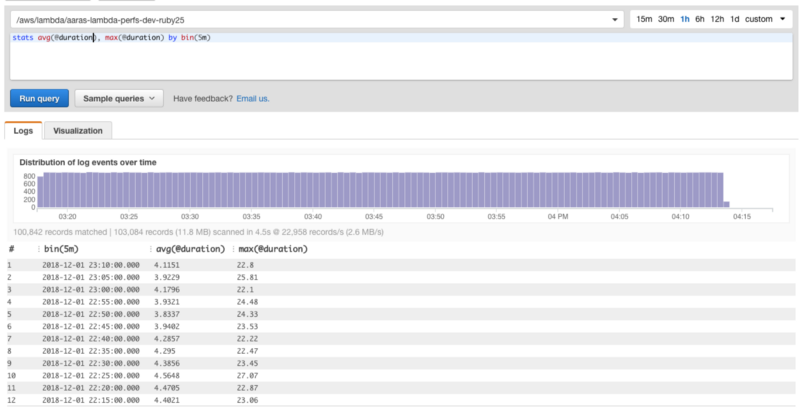 /aws/lambda/aaras-lambda-perfs-dev-ruby25
15m 30m 1h 6h 12h 1d custom
stats avg(@duration), max(@duration) by bin(5m)
Run query Sample queries Have feedback? Email us.
Logs Visualization
Distribution of log events over time
800
600
400
200
0
03:20 03:25 03:30 03:35 03:40 03:45 03:50 03:55 04 PM 04:05 04:10 04:15
100,842 records matched | 103,084 records (11.8 MB) scanned in 4.5s @ 22,958 records/s (2.6 MB/s)
# bin(5m) avg(@duration) max(@duration)
1 2018-12-01 23:10:00.000 4.1151 22.8
2 2018-12-01 23:05:00.000 3.9229 25.81
3 2018-12-01 23:00:00.000 4.1796 22.1
4 2018-12-01 22:55:00.000 3.9321 24.48
5 2018-12-01 22:50:00.000 3.8337 24.33
6 2018-12-01 22:45:00.000 3.9402 23.53
7 2018-12-01 22:40:00.000 4.2857 22.22
8 2018-12-01 22:35:00.000 4.295 22.47
9 2018-12-01 22:30:00.000 4.3856 23.45
10 2018-12-01 22:25:00.000 4.5648 27.07
11 2018-12-01 22:20:00.000 4.4705 22.87
12 2018-12-01 22:15:00.000 4.4021 23.06